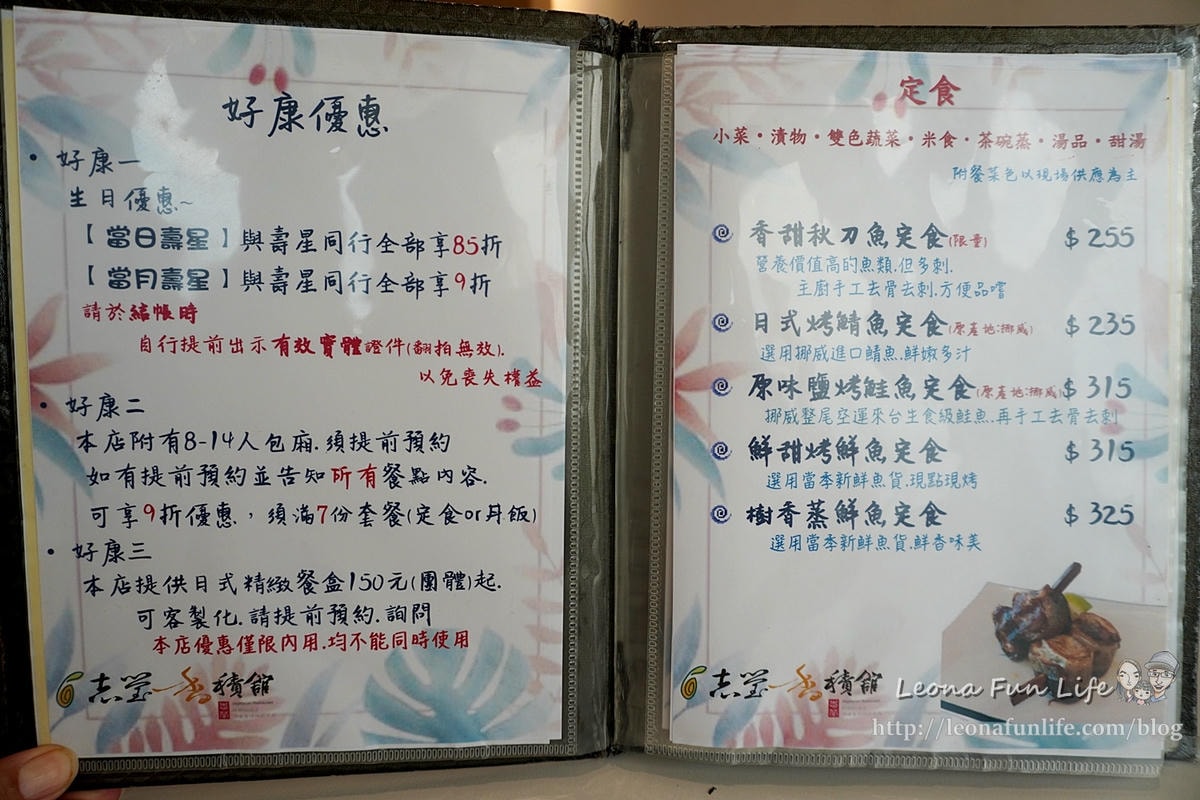 好康優惠
• 好康一
生日優惠~
【當日壽星】與壽星同行全部享85折
【當月壽星】與壽星同行全部享9折
請於結帳時
自行提前出示有效實體證件(翻拍無效).
以免喪失權益
• 好康二
本店附有8-14人包廂.須提前預約
如有提前預約並告知所有餐點內容.
可享9折優惠，須滿7份套餐(定食or丼飯)
• 好康三
本店提供日式精緻餐盒150元(團體)起.
可客製化.請提前預約.詢問
本店優惠僅限內用.均不能同時使用
定食
小菜•漬物•雙色蔬菜•米食•茶碗蒸•湯品•甜湯
附餐菜色以現場供應為主
香甜秋刀魚定食(限量) $255
營養價值高的魚類.但多刺.
主廚手工去骨去刺.方便品嚐
日式烤鯖魚定食(原產地:挪威) $235
選用挪威進口鯖魚.鮮嫩多汁
原味鹽烤鮭魚定食(原產地:挪威) $315
挪威整尾空運來台生食級鮭魚.再手工去骨去刺
鮮甜烤鮮魚定食 $315
選用當季新鮮魚貨.現點現烤
樹香蒸鮮魚定食 $325
選用當季新鮮魚貨.鮮香味美
Leona Fun Life
http://leonafunlife.com/blog